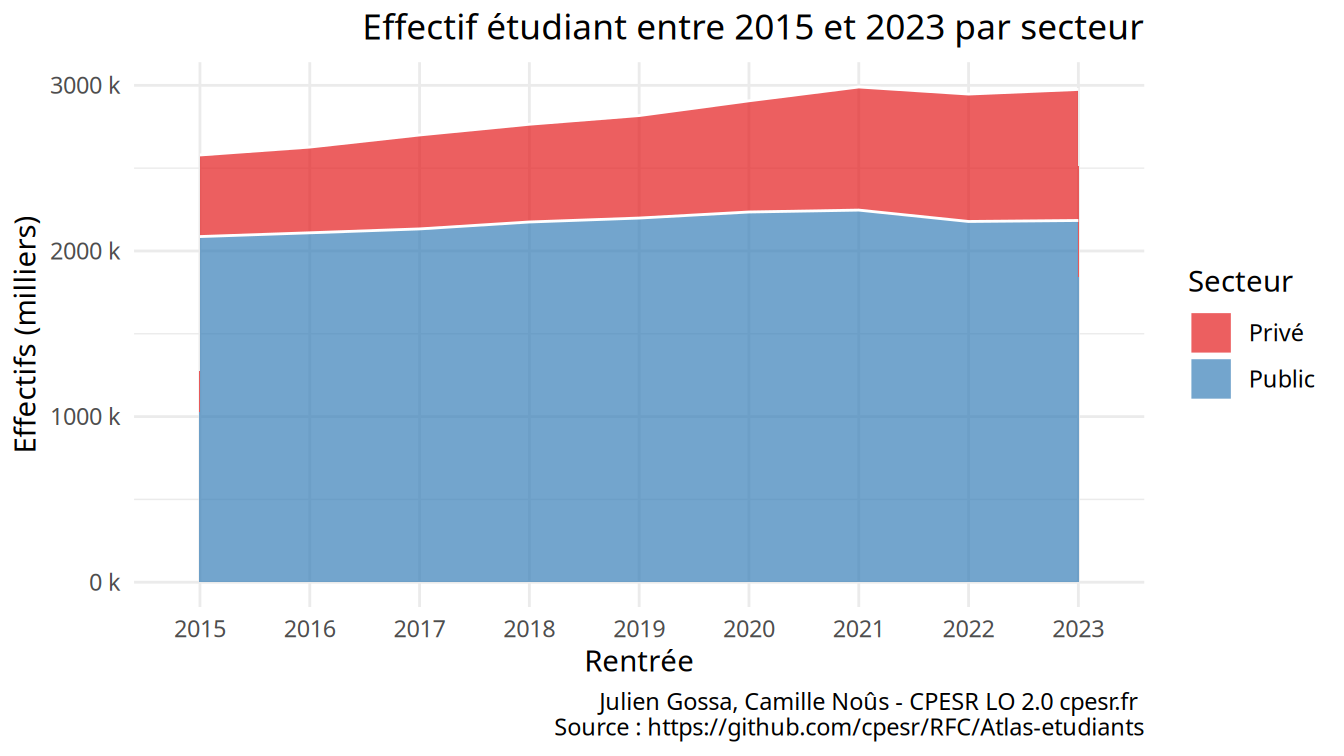 Effectif étudiant entre 2015 et 2023 par secteur
3000 k
2000 k
1000 k
0 k
Effectifs (milliers)
2015 2016 2017 2018 2019 2020 2021 2022 2023
Rentrée
Secteur
Privé
Public
Julien Gossa, Camille Noûs - CPESR LO 2.0 cpesr.fr
Source : https://github.com/cpesr/RFC/Atlas-etudiants